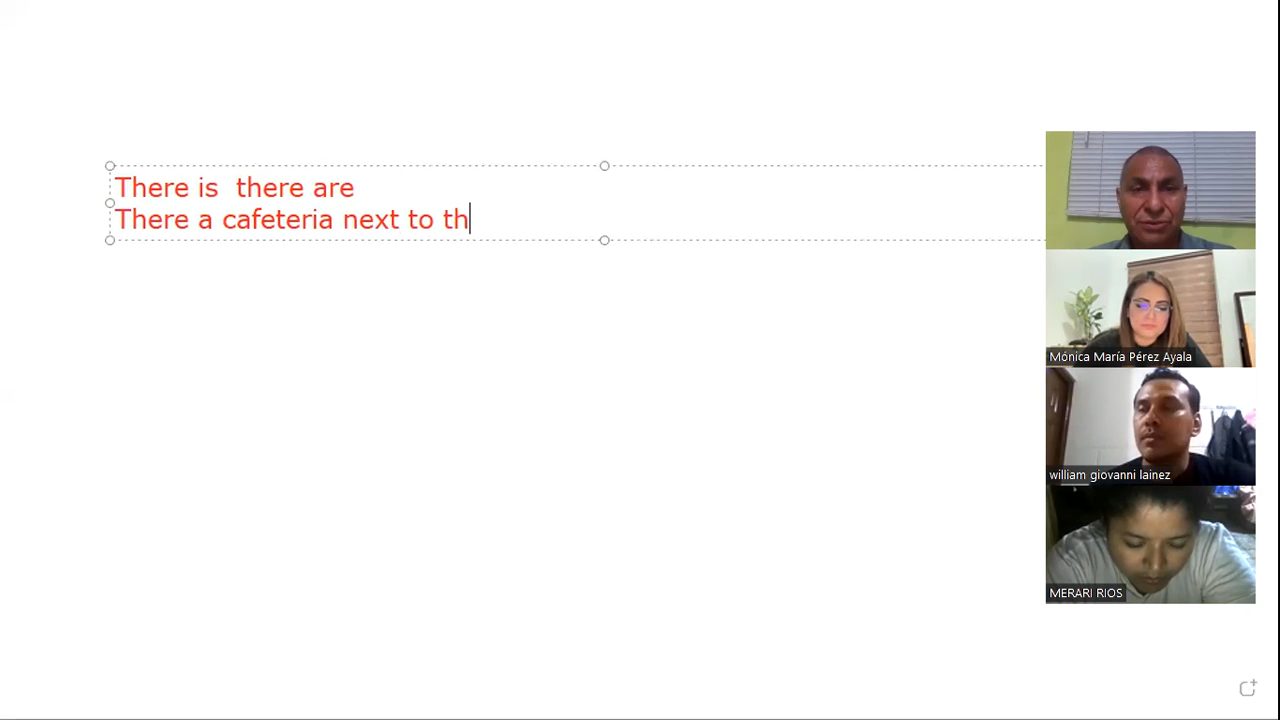 There is  there are
There a cafeteria next to th
Mónica María Pérez Ayala
william giovanni lainez
MERARI RIOS